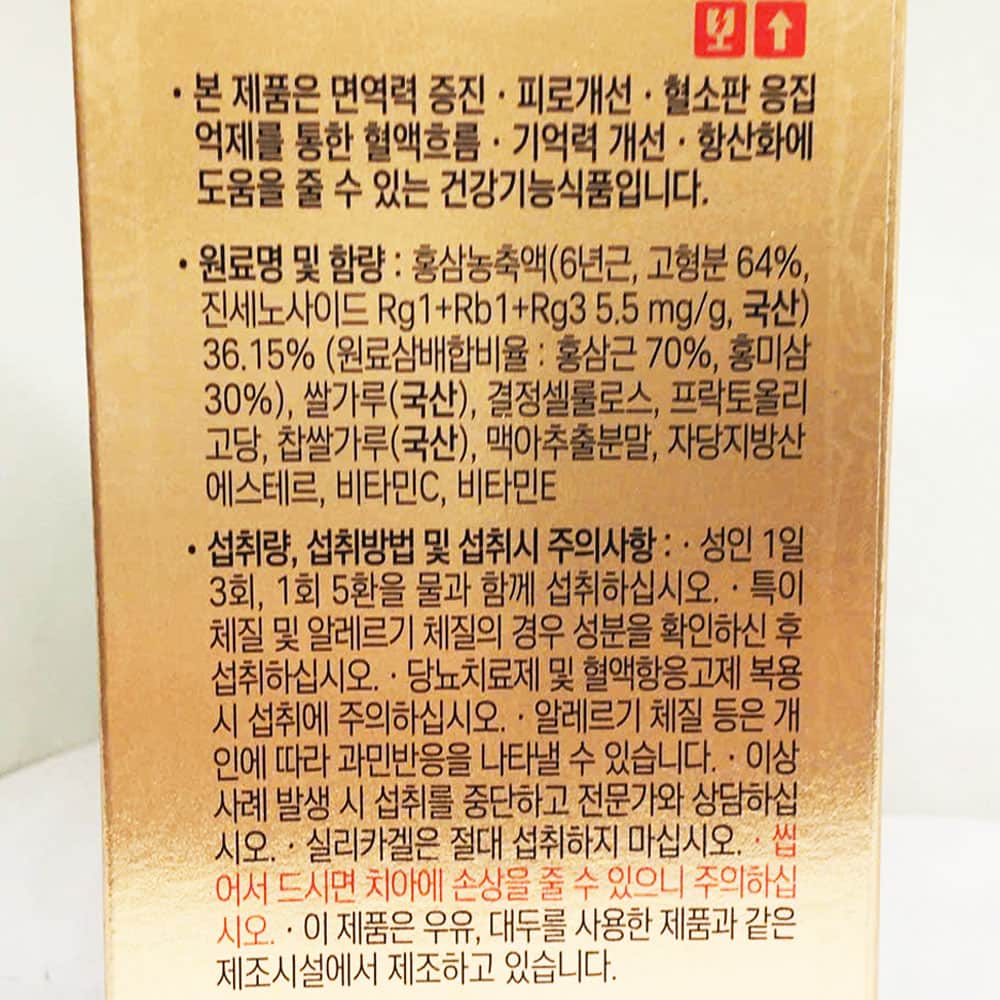 • 본 제품은 면역력 증진 · 피로개선 · 혈소판 응집
억제를 통한 혈액흐름 · 기억력 개선 · 항산화에
도움을 줄 수 있는 건강기능식품입니다.
• 원료명 및 함량 : 홍삼농축액(6년근, 고형분 64%,
진세노사이드 Rg1+Rb1+Rg3 5.5 mg/g, 국산)
36.15% (원료삼배합비율 : 홍삼근 70%, 홍미삼
30%), 쌀가루(국산), 결정셀룰로스, 프락토올리
고당, 찹쌀가루(국산), 맥아추출분말, 자당지방산
에스테르, 비타민C, 비타민E
• 섭취량, 섭취방법 및 섭취시 주의사항 : · 성인 1일
3회, 1회 5환을 물과 함께 섭취하십시오. · 특이
체질 및 알레르기 체질의 경우 성분을 확인하신 후
섭취하십시오. · 당뇨치료제 및 혈액항응고제 복용
시 섭취에 주의하십시오. · 알레르기 체질 등은 개
인에 따라 과민반응을 나타낼 수 있습니다. · 이상
사례 발생 시 섭취를 중단하고 전문가와 상담하십
시오. · 실리카겔은 절대 섭취하지 마십시오. · 씹
어서 드시면 치아에 손상을 줄 수 있으니 주의하십
시오. · 이 제품은 우유, 대두를 사용한 제품과 같은
제조시설에서 제조하고 있습니다.